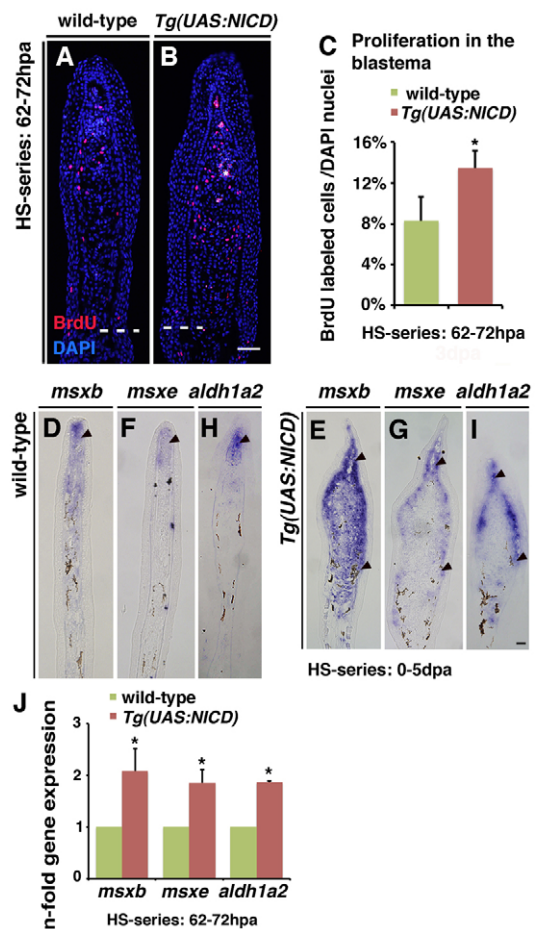 wild-type Tg(UAS:NICD)
HS-series: 62-72hpa
A B
BrdU
DAPI
C Proliferation in the
blastema
wild-type
Tg(UAS:NICD)
BrdU labeled cells /DAPI nuclei
16%
12%
8%
4%
0%
*
HS-series: 62-72hpa
3dpa
msxb msxe aldh1a2
wild-type
D F H
msxb msxe aldh1a2
Tg(UAS:NICD)
E G I
HS-series: 0-5dpa
J
wild-type
Tg(UAS:NICD)
n-fold gene expression
3
2
1
0
* * *
msxb msxe aldh1a2
HS-series: 62-72hpa